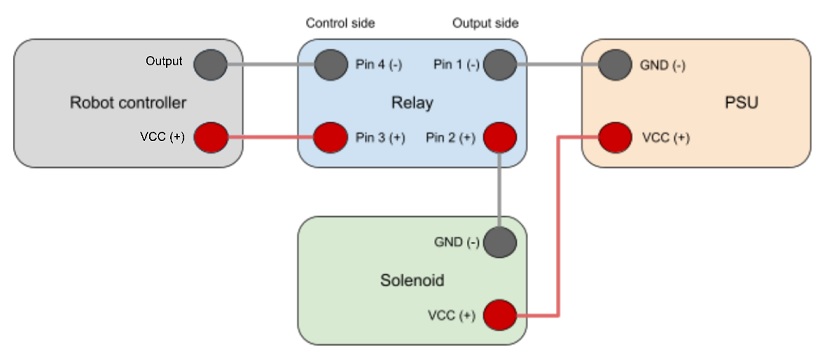 Control side
Output side
Output
Pin 4 (-)
Pin 1 (-)
GND (-)
Robot controller
Relay
PSU
VCC (+)
Pin 3 (+)
Pin 2 (+)
VCC (+)
GND (-)
Solenoid
VCC (+)